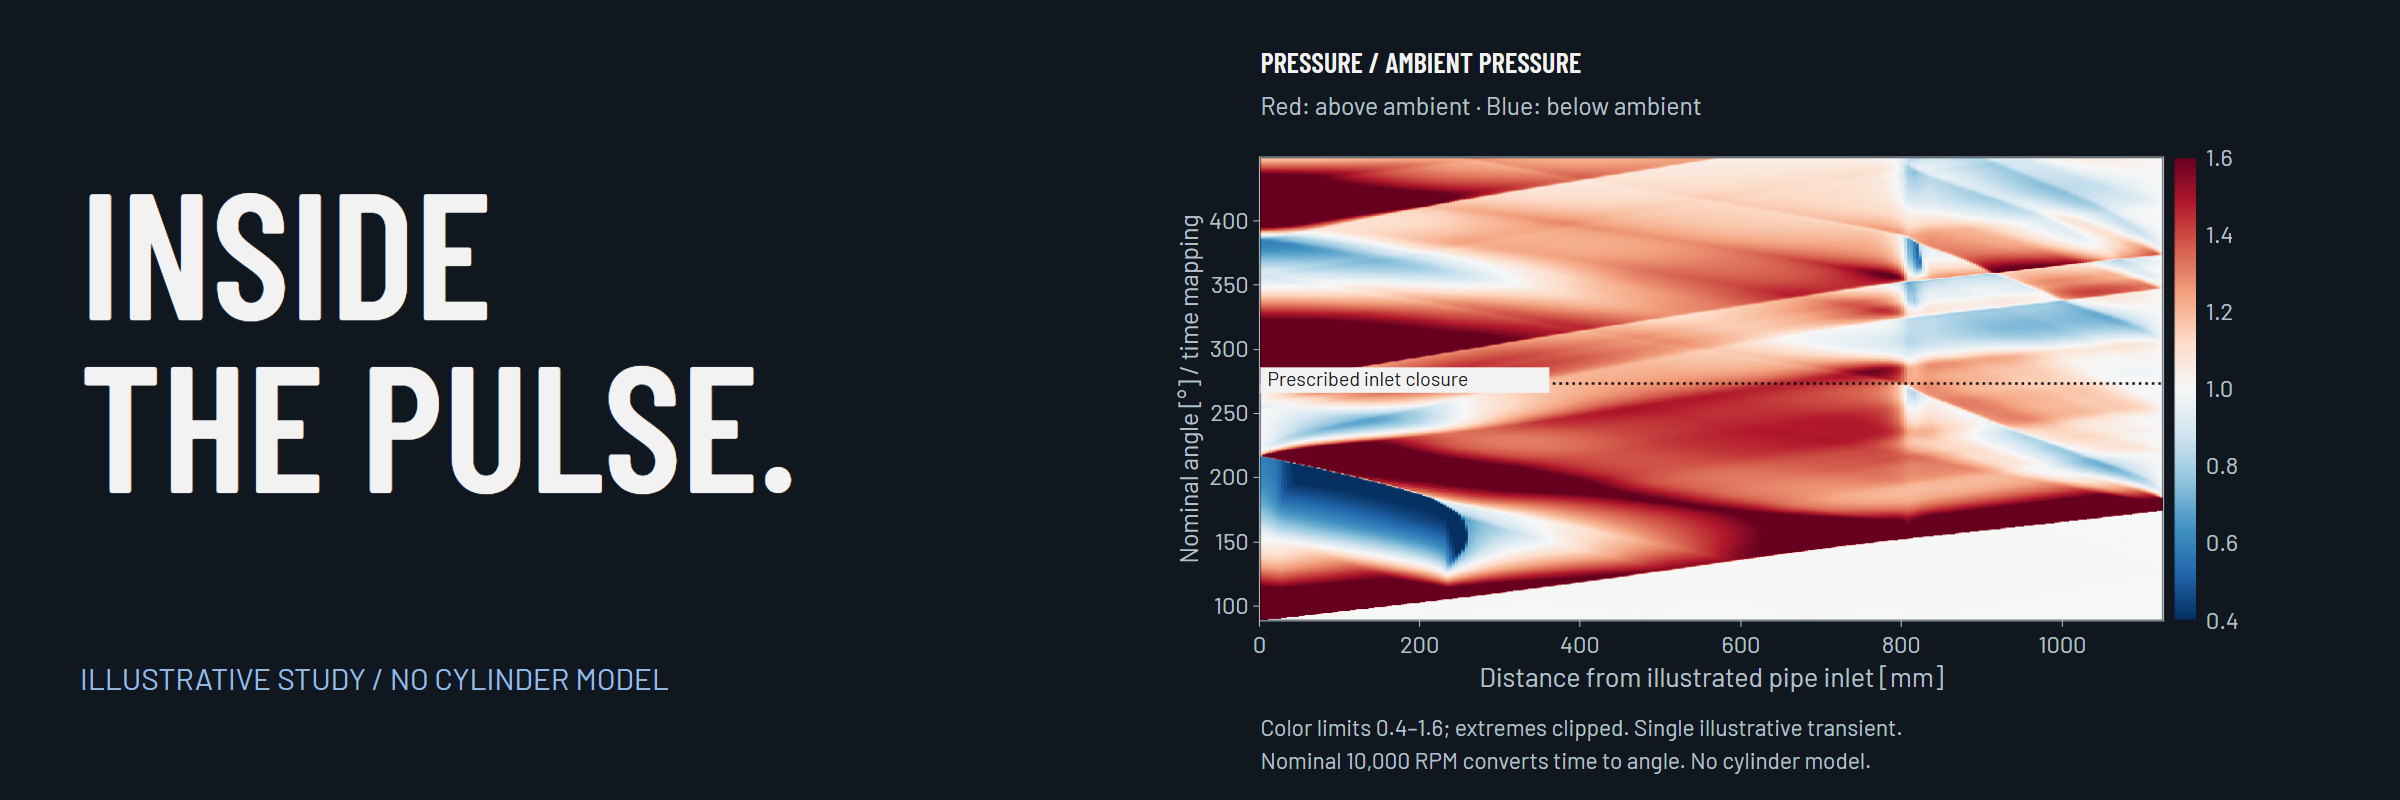 INSIDE
THE PULSE.
ILLUSTRATIVE STUDY / NO CYLINDER MODEL
PRESSURE / AMBIENT PRESSURE
Red: above ambient · Blue: below ambient
Nominal angle [°] / time mapping
400
350
300
250
200
150
100
Prescribed inlet closure
0 200 400 600 800 1000
Distance from illustrated pipe inlet [mm]
1.6
1.4
1.2
1.0
0.8
0.6
0.4
Color limits 0.4–1.6; extremes clipped. Single illustrative transient.
Nominal 10,000 RPM converts time to angle. No cylinder model.